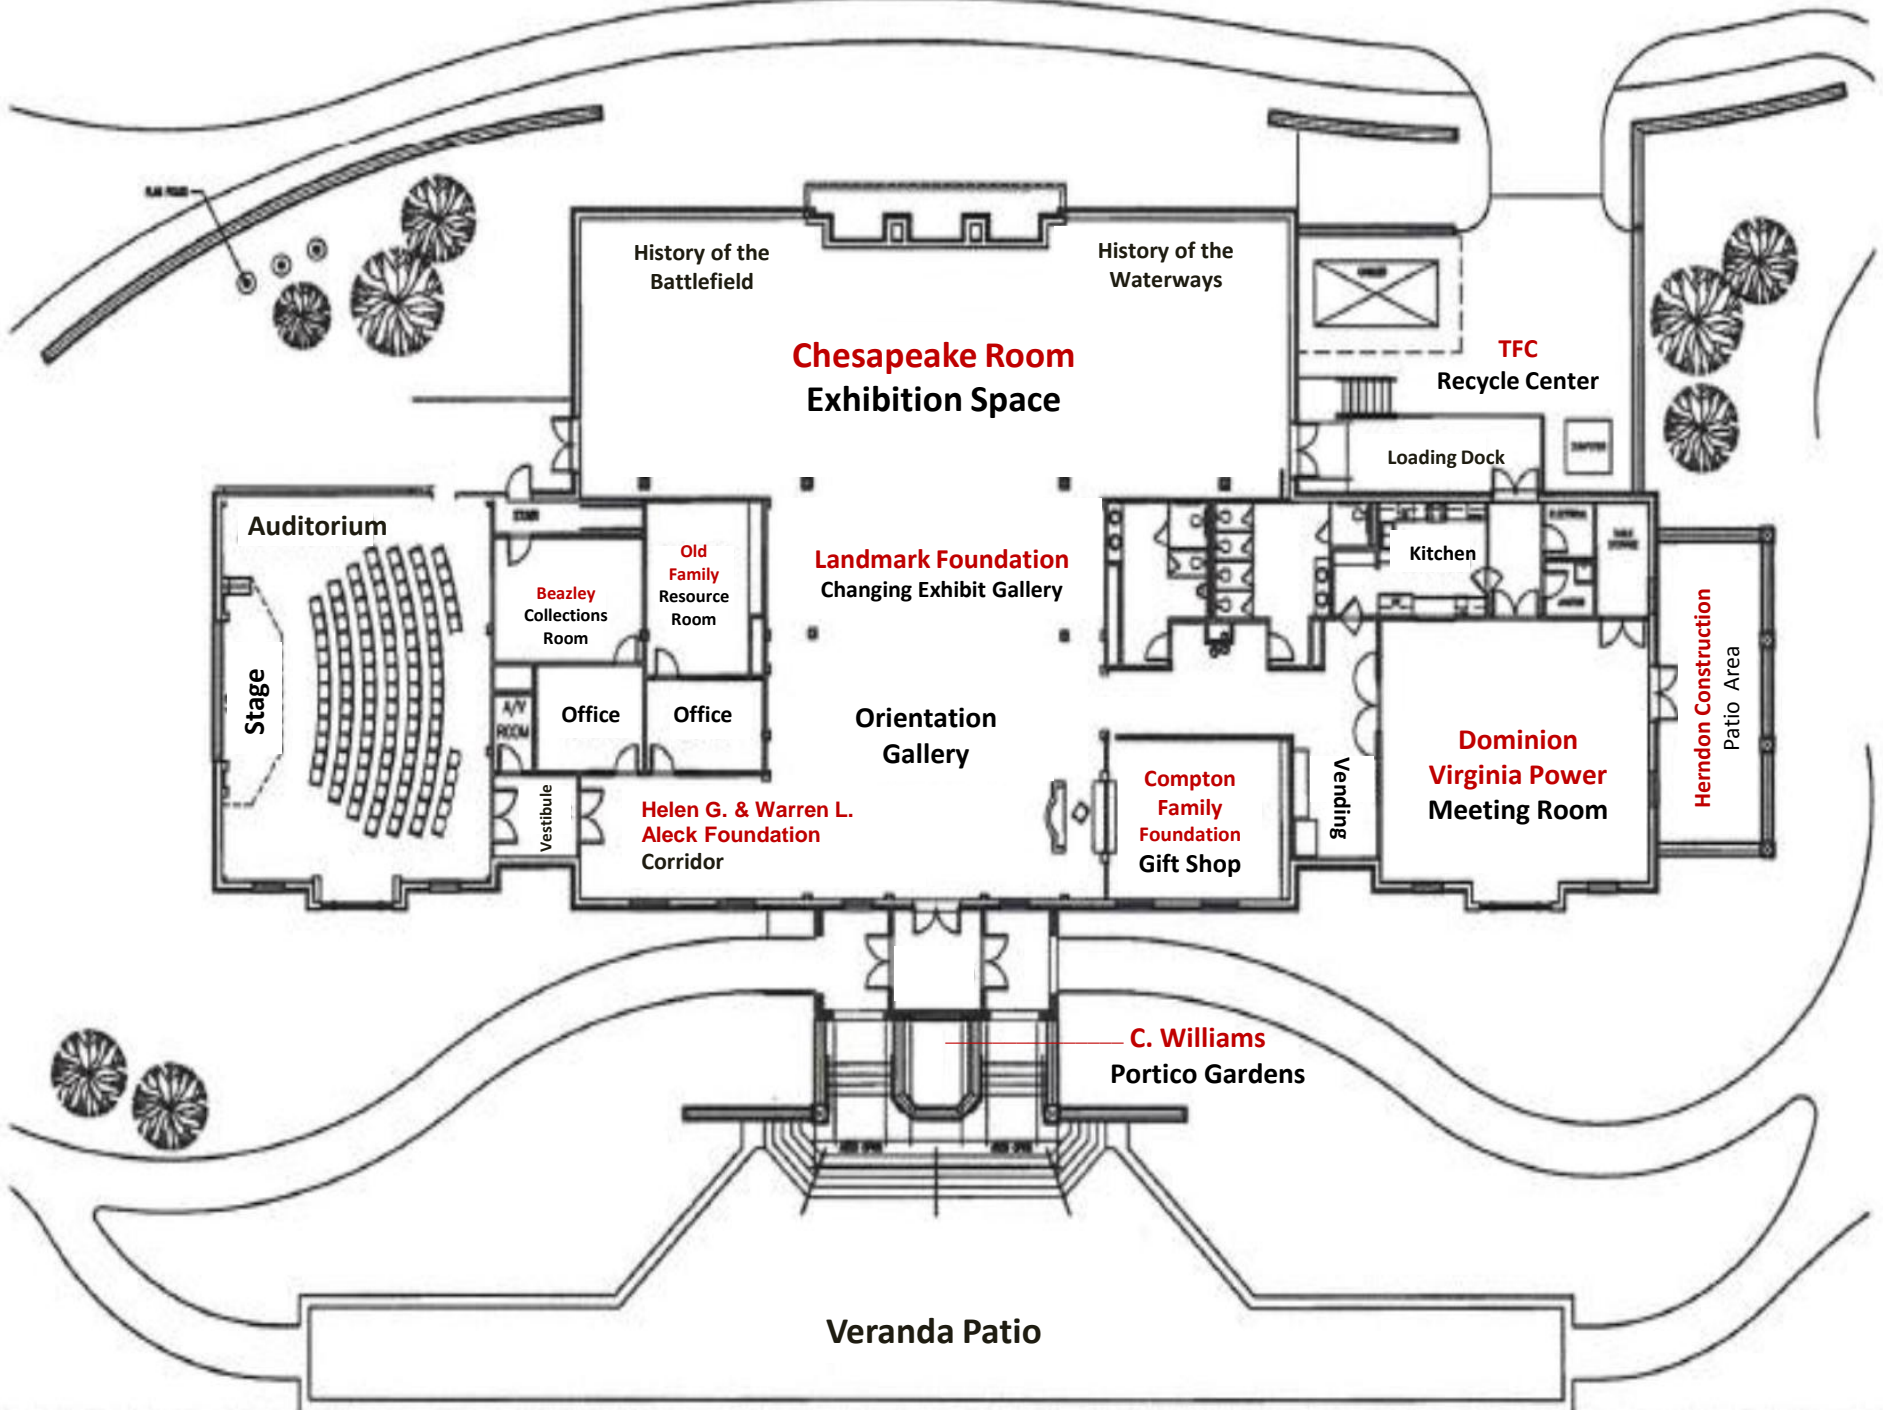 FLAG POLES
History of the
Battlefield
History of the
Waterways
Chesapeake Room
Exhibition Space
TFC
Recycle Center
Loading Dock
Auditorium
Stage
Beazley
Collections
Room
Old
Family
Resource
Room
Landmark Foundation
Changing Exhibit Gallery
Kitchen
A/V
ROOM
Office
Office
Orientation
Gallery
Vestibule
Helen G. & Warren L.
Aleck Foundation
Corridor
Compton
Family
Foundation
Gift Shop
Vending
Dominion
Virginia Power
Meeting Room
Herndon Construction
Patio Area
C. Williams
Portico Gardens
Veranda Patio